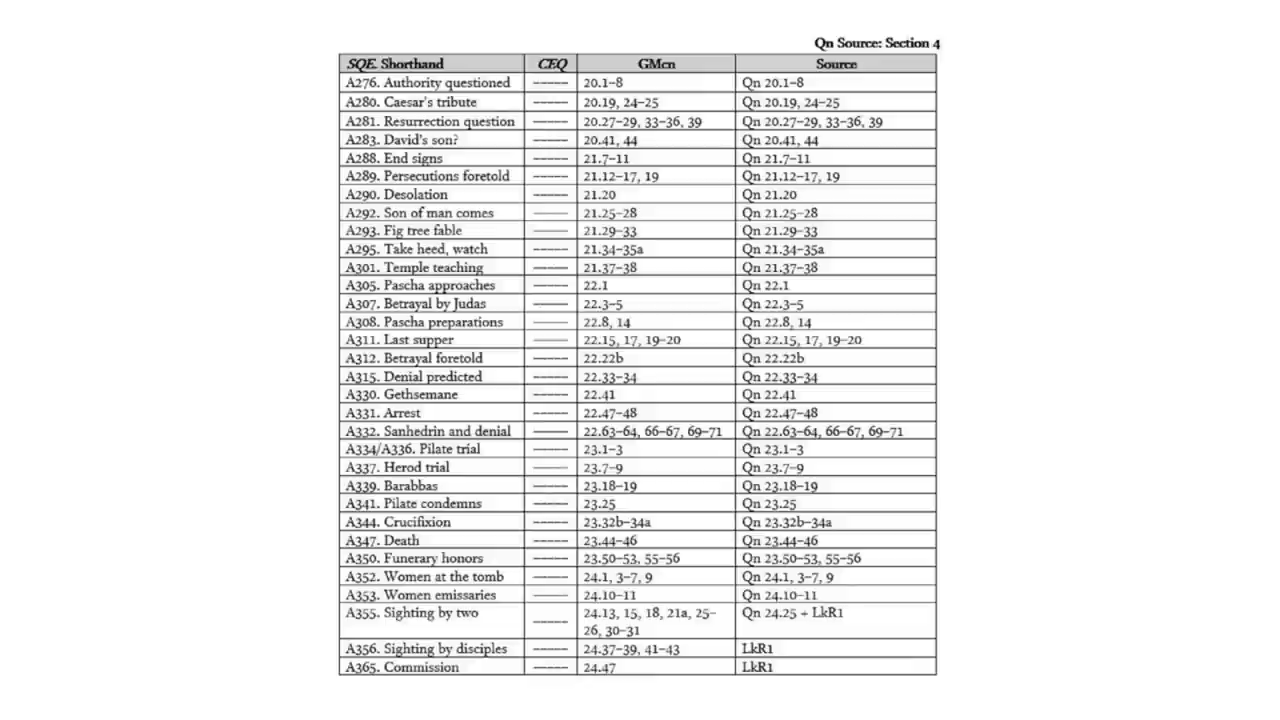 Qn Source: Section 4
SQE. Shorthand CEQ GMcn Source
A276. Authority questioned ----- 20.1–8 Qn 20.1–8
A280. Caesar's tribute ----- 20.19, 24–25 Qn 20.19, 24–25
A281. Resurrection question ----- 20.27–29, 33–36, 39 Qn 20.27–29, 33–36, 39
A283. David's son? ----- 20.41, 44 Qn 20.41, 44
A288. End signs ----- 21.7–11 Qn 21.7–11
A289. Persecutions foretold ----- 21.12–17, 19 Qn 21.12–17, 19
A290. Desolation ----- 21.20 Qn 21.20
A292. Son of man comes ----- 21.25–28 Qn 21.25–28
A293. Fig tree fable ----- 21.29–33 Qn 21.29–33
A295. Take heed, watch ----- 21.34–35a Qn 21.34–35a
A301. Temple teaching ----- 21.37–38 Qn 21.37–38
A305. Pascha approaches ----- 22.1 Qn 22.1
A307. Betrayal by Judas ----- 22.3–5 Qn 22.3–5
A308. Pascha preparations ----- 22.8, 14 Qn 22.8, 14
A311. Last supper ----- 22.15, 17, 19–20 Qn 22.15, 17, 19–20
A312. Betrayal foretold ----- 22.22b Qn 22.22b
A315. Denial predicted ----- 22.33–34 Qn 22.33–34
A330. Gethsemane ----- 22.41 Qn 22.41
A331. Arrest ----- 22.47–48 Qn 22.47–48
A332. Sanhedrin and denial ----- 22.63–64, 66–67, 69–71 Qn 22.63–64, 66–67, 69–71
A334/A336. Pilate trial ----- 23.1–3 Qn 23.1–3
A337. Herod trial ----- 23.7–9 Qn 23.7–9
A339. Barabbas ----- 23.18–19 Qn 23.18–19
A341. Pilate condemns ----- 23.25 Qn 23.25
A344. Crucifixion ----- 23.32b–34a Qn 23.32b–34a
A347. Death ----- 23.44–46 Qn 23.44–46
A350. Funerary honors ----- 23.50–53, 55–56 Qn 23.50–53, 55–56
A352. Women at the tomb ----- 24.1, 3–7, 9 Qn 24.1, 3–7, 9
A353. Women emissaries ----- 24.10–11 Qn 24.10–11
A355. Sighting by two ----- 24.13, 15, 18, 21a, 25– Qn 24.25 + LkR1
26, 30–31
A356. Sighting by disciples ----- 24.37–39, 41–43 LkR1
A365. Commission ----- 24.47 LkR1